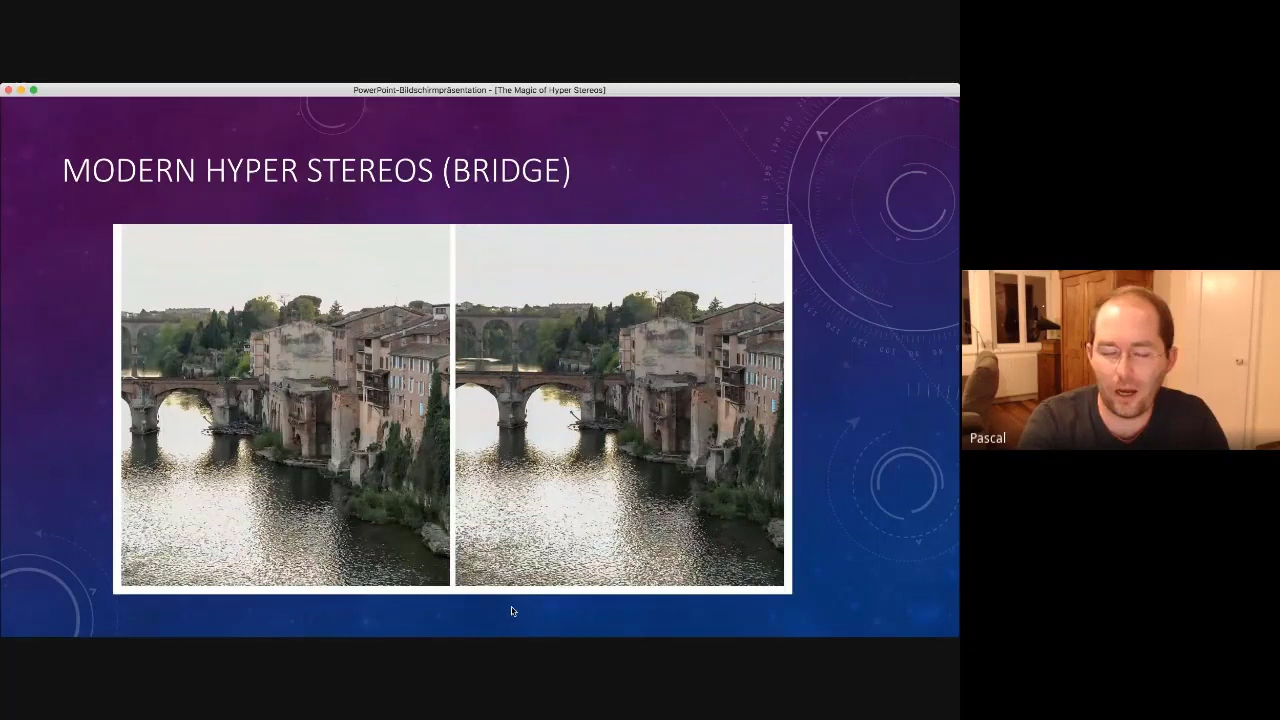 PowerPoint-Bildschirmpräsentation - [The Magic of Hyper Stereos]
MODERN HYPER STEREOS (BRIDGE)
Pascal